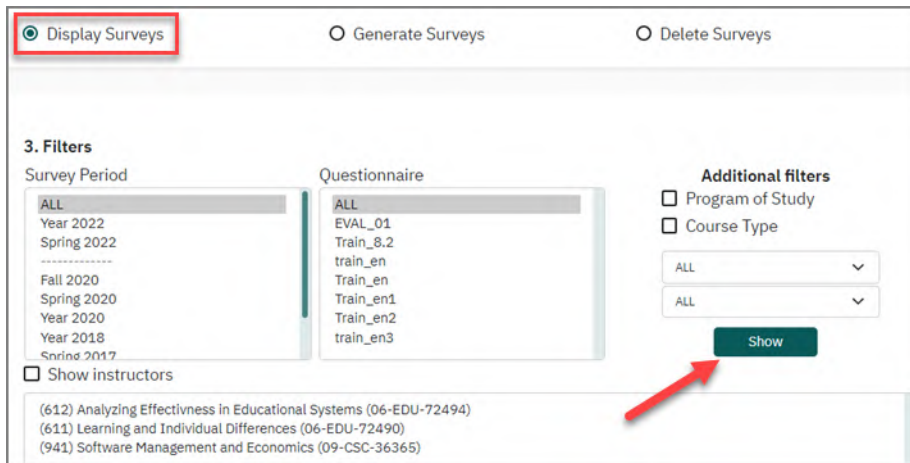 Display Surveys
Generate Surveys
Delete Surveys
3. Filters
Survey Period
ALL
Year 2022
Spring 2022
-------------
Fall 2020
Spring 2020
Year 2020
Year 2018
Spring 2017
Questionnaire
ALL
EVAL_01
Train_8.2
train_en
Train_en
Train_en1
Train_en2
train_en3
Additional filters
Program of Study
Course Type
ALL
ALL
Show
Show instructors
(612) Analyzing Effectivness in Educational Systems (06-EDU-72494)
(611) Learning and Individual Differences (06-EDU-72490)
(941) Software Management and Economics (09-CSC-36365)